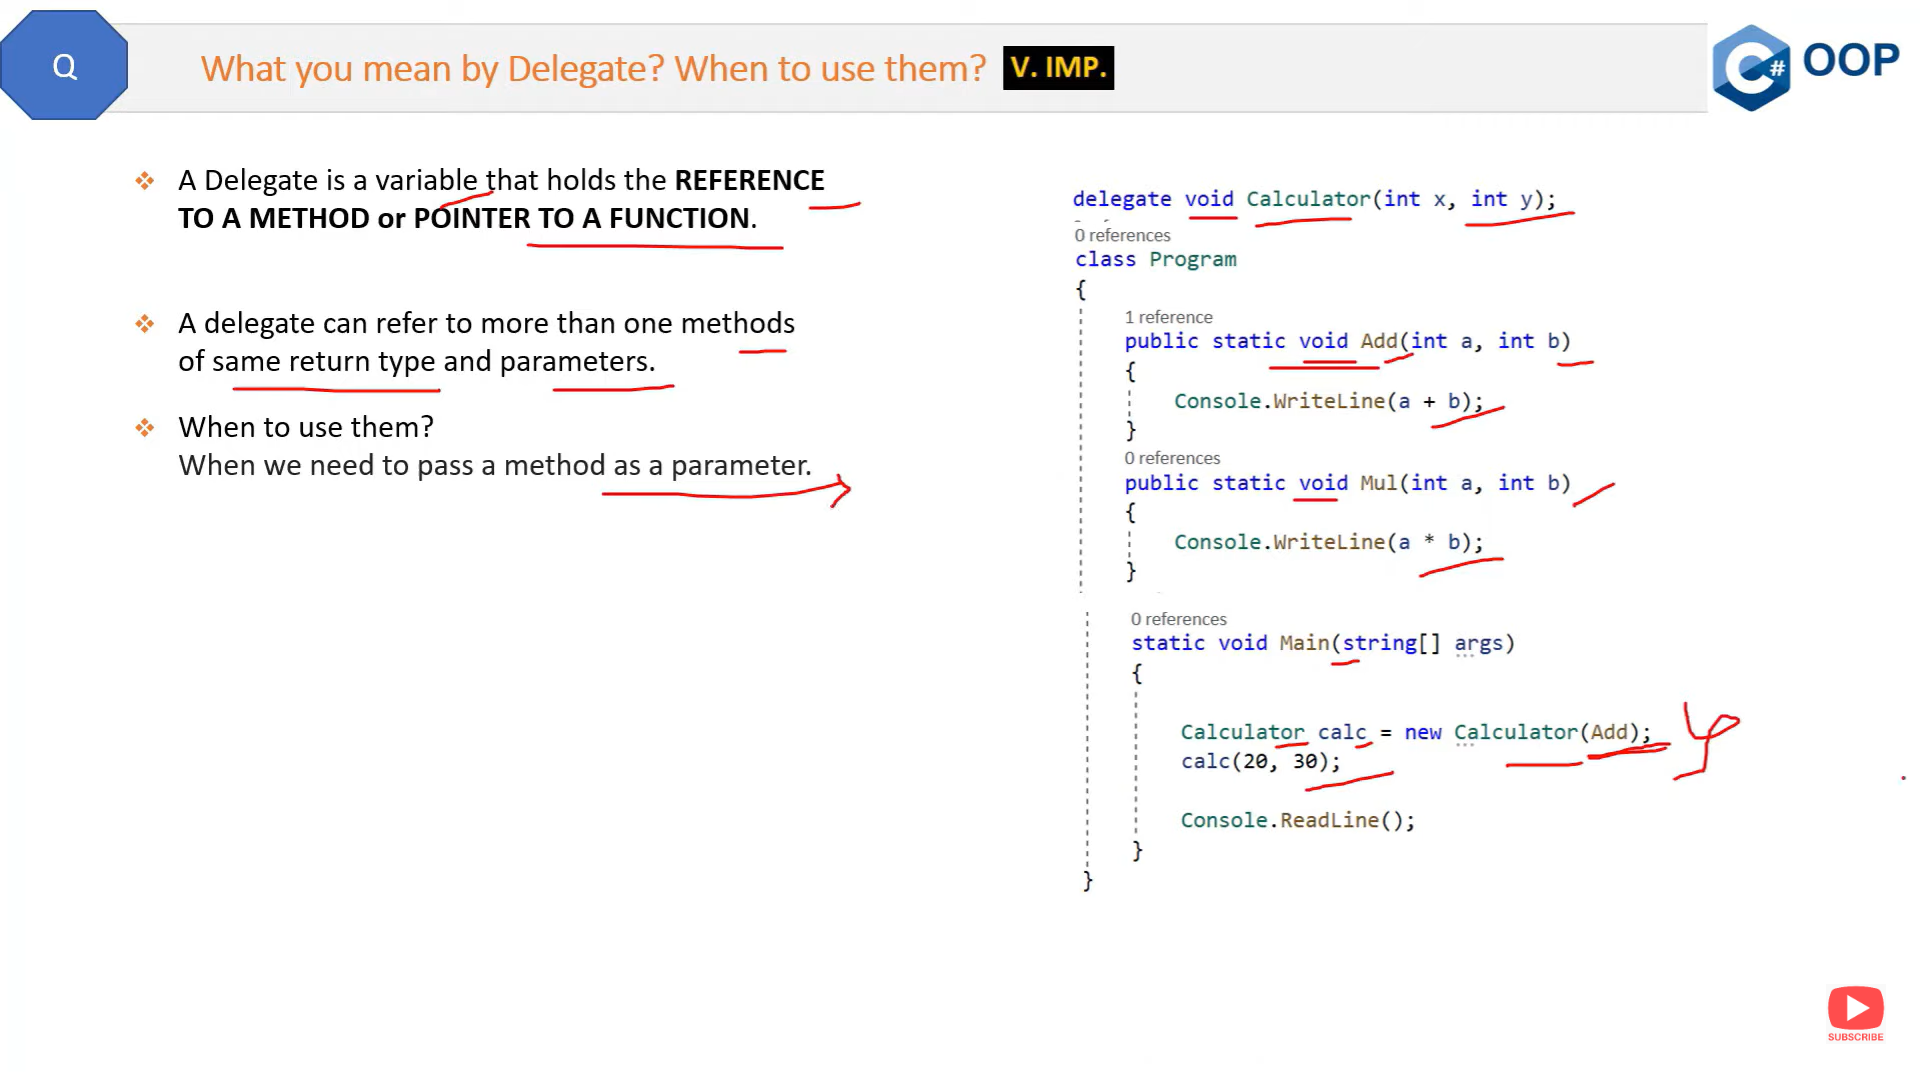 Q
What you mean by Delegate? When to use them?
V. IMP.
C#
OOP
A Delegate is a variable that holds the REFERENCE
TO A METHOD or POINTER TO A FUNCTION.
A delegate can refer to more than one methods
of same return type and parameters.
When to use them?
When we need to pass a method as a parameter.
delegate void Calculator(int x, int y);
0 references
class Program
{
1 reference
public static void Add(int a, int b)
{
Console.WriteLine(a + b);
}
0 references
public static void Mul(int a, int b)
{
Console.WriteLine(a * b);
}
0 references
static void Main(string[] args)
{
Calculator calc = new Calculator(Add);
calc(20, 30);
Console.ReadLine();
}
}
SUBSCRIBE